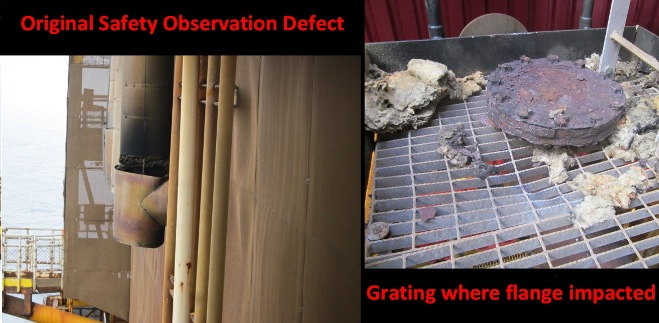 Original Safety Observation Defect
Grating where flange impacted